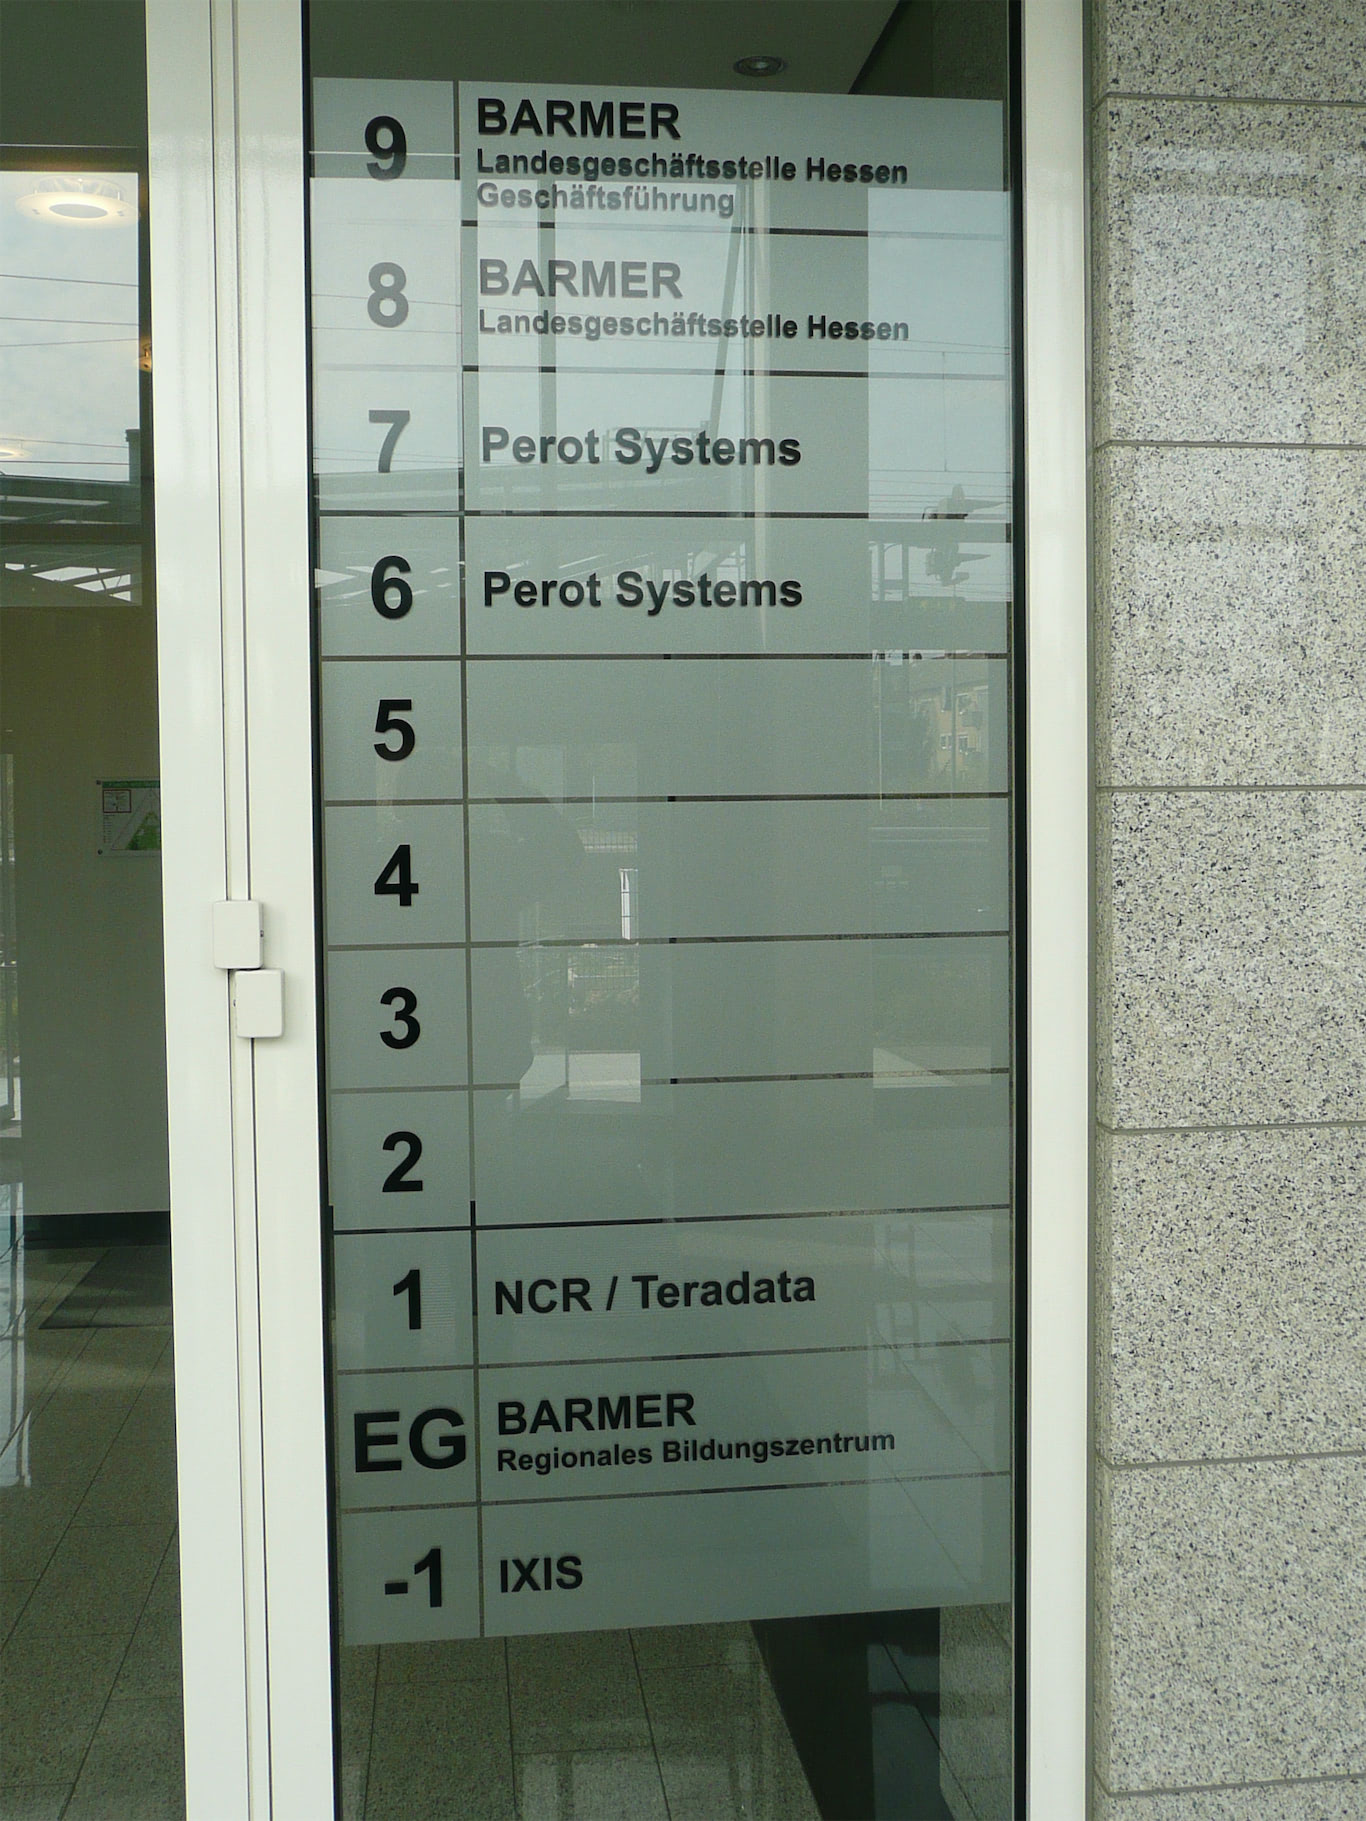 9 BARMER
Landesgeschäftsstelle Hessen
Geschäftsführung
8 BARMER
Landesgeschäftsstelle Hessen
7 Perot Systems
6 Perot Systems
5
4
3
2
1 NCR / Teradata
EG BARMER
Regionales Bildungszentrum
-1 IXIS